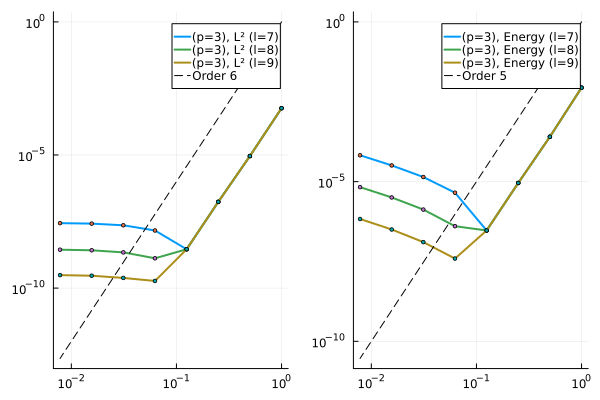 10⁰
10⁻⁵
10⁻¹⁰
10⁻²
10⁻¹
10⁰
(p=3), L² (l=7)
(p=3), L² (l=8)
(p=3), L² (l=9)
Order 6
10⁰
10⁻⁵
10⁻¹⁰
10⁻²
10⁻¹
10⁰
(p=3), Energy (l=7)
(p=3), Energy (l=8)
(p=3), Energy (l=9)
Order 5